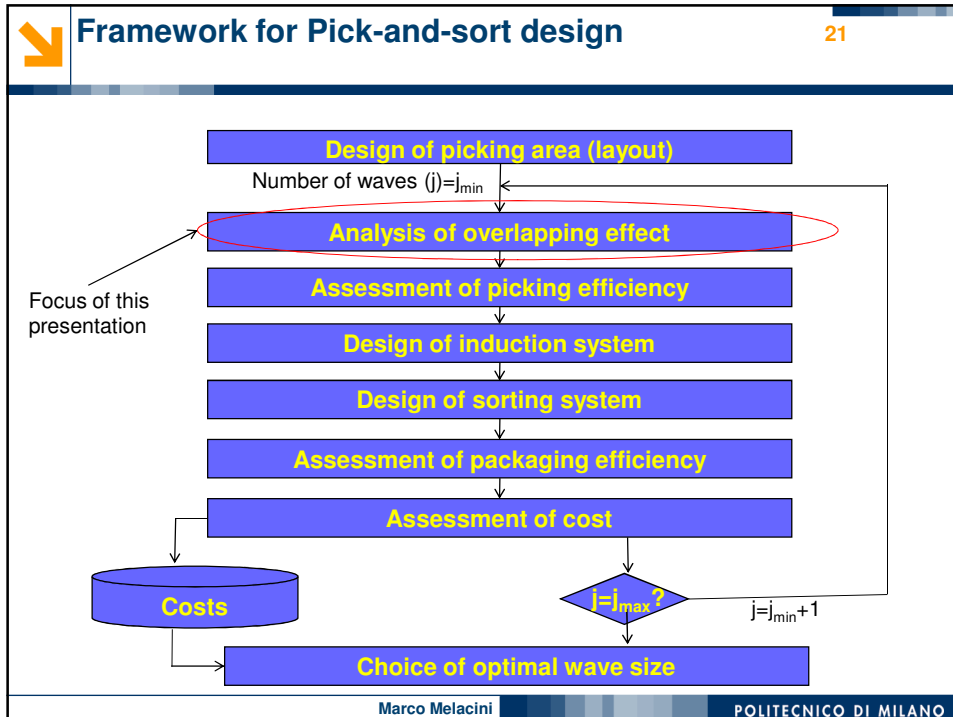 Framework for Pick-and-sort design
21
Design of picking area (layout)
Number of waves (j)=jmin
Analysis of overlapping effect
Focus of this
presentation
Assessment of picking efficiency
Design of induction system
Design of sorting system
Assessment of packaging efficiency
Assessment of cost
Costs
j=jmax?
j=jmin+1
Choice of optimal wave size
Marco Melacini
POLITECNICO DI MILANO